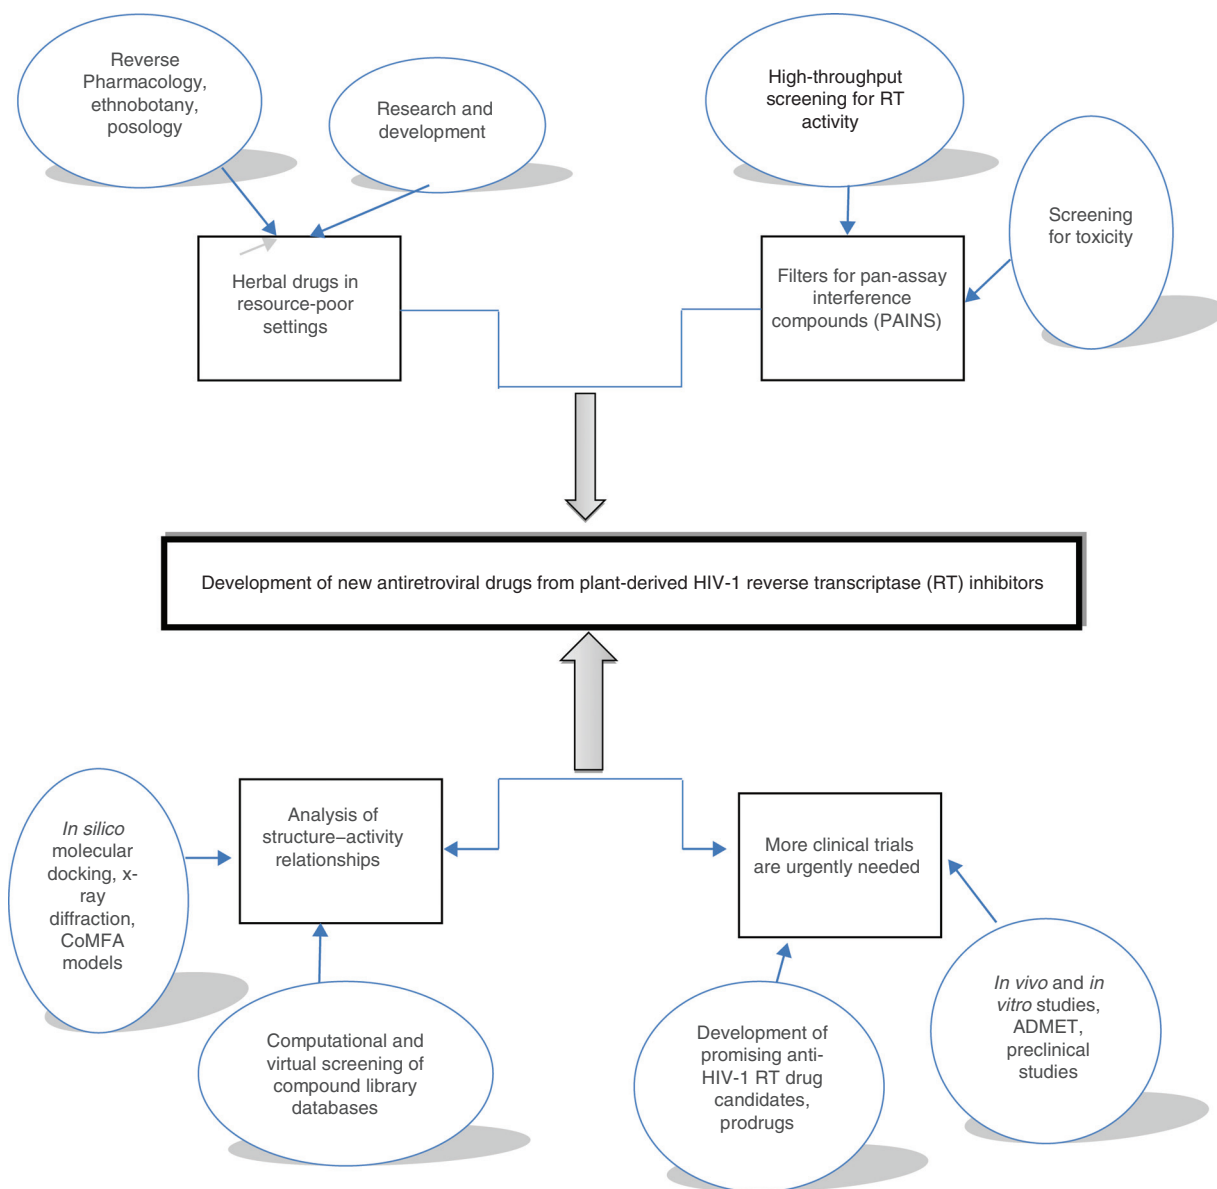 Reverse
Pharmacology,
ethnobotany,
posology
Research and
development
High-throughput
screening for RT
activity
Screening
for toxicity
Herbal drugs in
resource-poor
settings
Filters for pan-assay
interference
compounds (PAINS)
Development of new antiretroviral drugs from plant-derived HIV-1 reverse transcriptase (RT) inhibitors
In silico
molecular
docking, x-
ray
diffraction,
CoMFA
models
Analysis of
structure–activity
relationships
More clinical trials
are urgently needed
Computational and
virtual screening of
compound library
databases
Development of
promising anti-
HIV-1 RT drug
candidates,
prodrugs
In vivo and in
vitro studies,
ADMET,
preclinical
studies